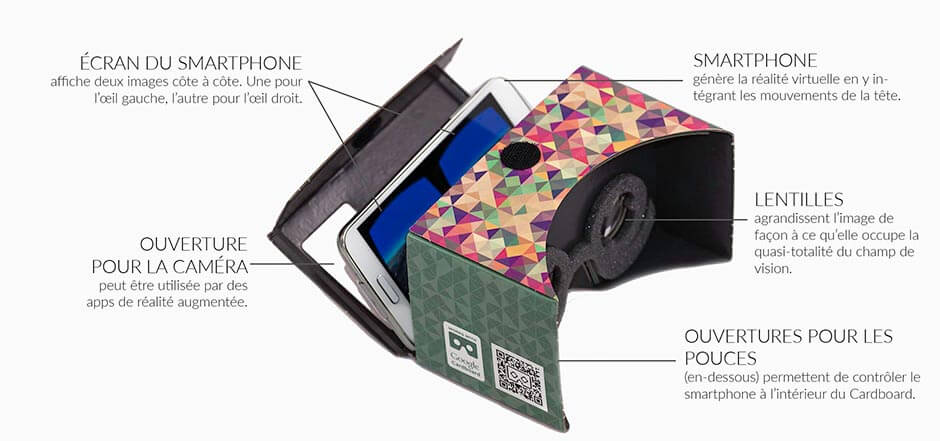 ÉCRAN DU SMARTPHONE
affiche deux images côte à côte. Une pour
l'œil gauche, l'autre pour l'œil droit.
OUVERTURE
POUR LA CAMÉRA
peut être utilisée par des
apps de réalité augmentée.
SMARTPHONE
génère la réalité virtuelle en y in-
tégrant les mouvements de la tête.
LENTILLES
agrandissent l'image de
façon à ce qu'elle occupe la
quasi-totalité du champ de
vision.
OUVERTURES POUR LES
POUCES
(en-dessous) permettent de contrôler le
smartphone à l'intérieur du Cardboard.
Google
Cardboard